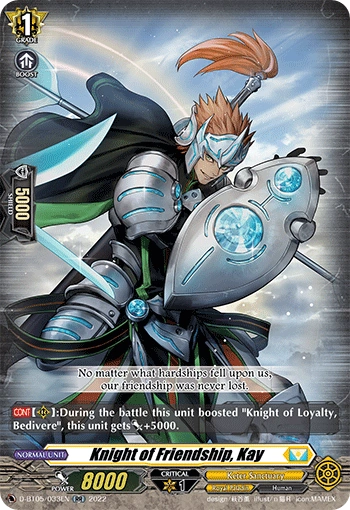 1
GRADE
BOOST
5000
SHIELD
No matter what hardships fell upon us,
our friendship was never lost.
CONT【】:During the battle this unit boosted "Knight of Loyalty,
Bedivere", this unit gets +5000.
NORMAL UNIT
Knight of Friendship, Kay
POWER 8000
CRITICAL
1
Keter Sanctuary
Human
D-BT05/033EN 2022